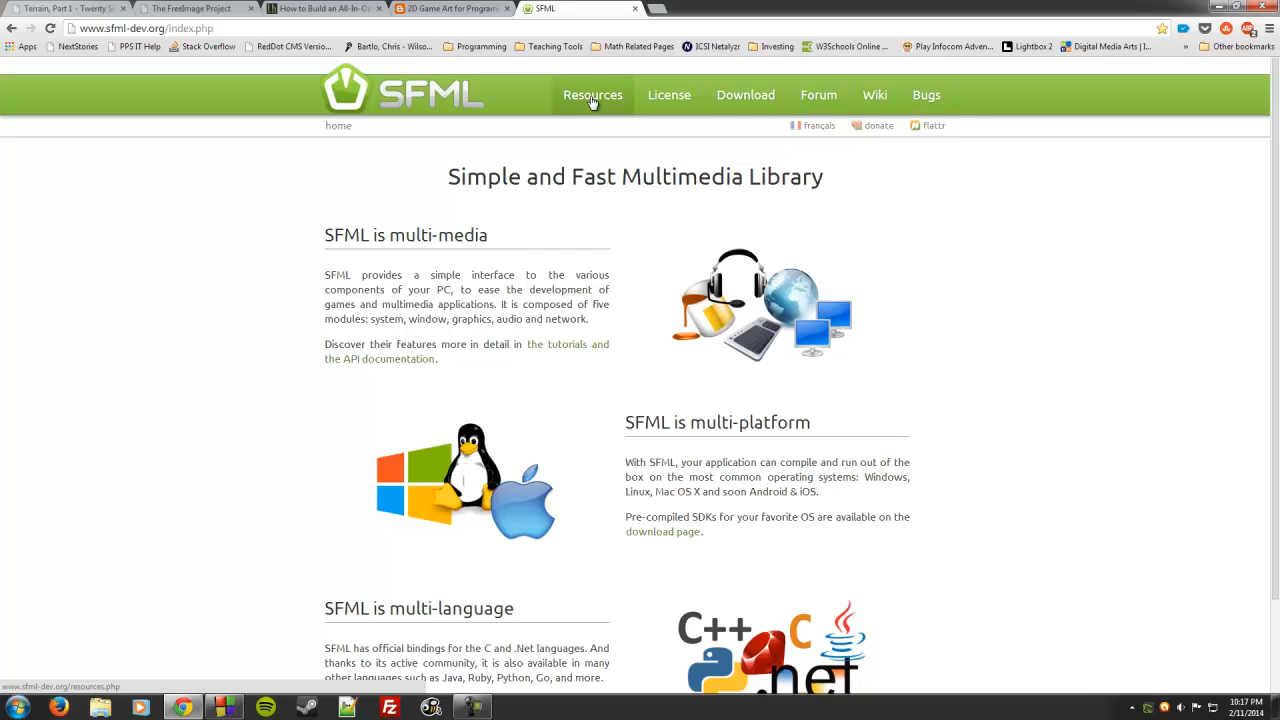 Terrain, Part 1 - Twenty S
The FreeImage Project
How to Build an All-In-O
2D Game Art for Program
SFML
www.sfml-dev.org/index.php
Apps
NextStories
PPS IT Help
Stack Overflow
RedDot CMS Versio...
Bartlo, Chris - Wilso...
Programming
Teaching Tools
Math Related Pages
ICSI Netalyzr
Investing
W3Schools Online ...
Play Infocom Advent...
Lightbox 2
Digital Media Arts | I...
»
Other bookmarks
SFML
Resources
License
Download
Forum
Wiki
Bugs
home
français
donate
flattr
Simple and Fast Multimedia Library
SFML is multi-media
SFML provides a simple interface to the various
components of your PC, to ease the development of
games and multimedia applications. It is composed of five
modules: system, window, graphics, audio and network.
Discover their features more in detail in the tutorials and
the API documentation.
SFML is multi-platform
With SFML, your application can compile and run out of the
box on the most common operating systems: Windows,
Linux, Mac OS X and soon Android & iOS.
Pre-compiled SDKs for your favorite OS are available on the
download page.
SFML is multi-language
SFML has official bindings for the C and .Net languages. And
thanks to its active community, it is also available in many
other languages such as Java, Ruby, Python, Go, and more.
C++
C
.net
www.sfml-dev.org/resources.php
10:17 PM
2/11/2014